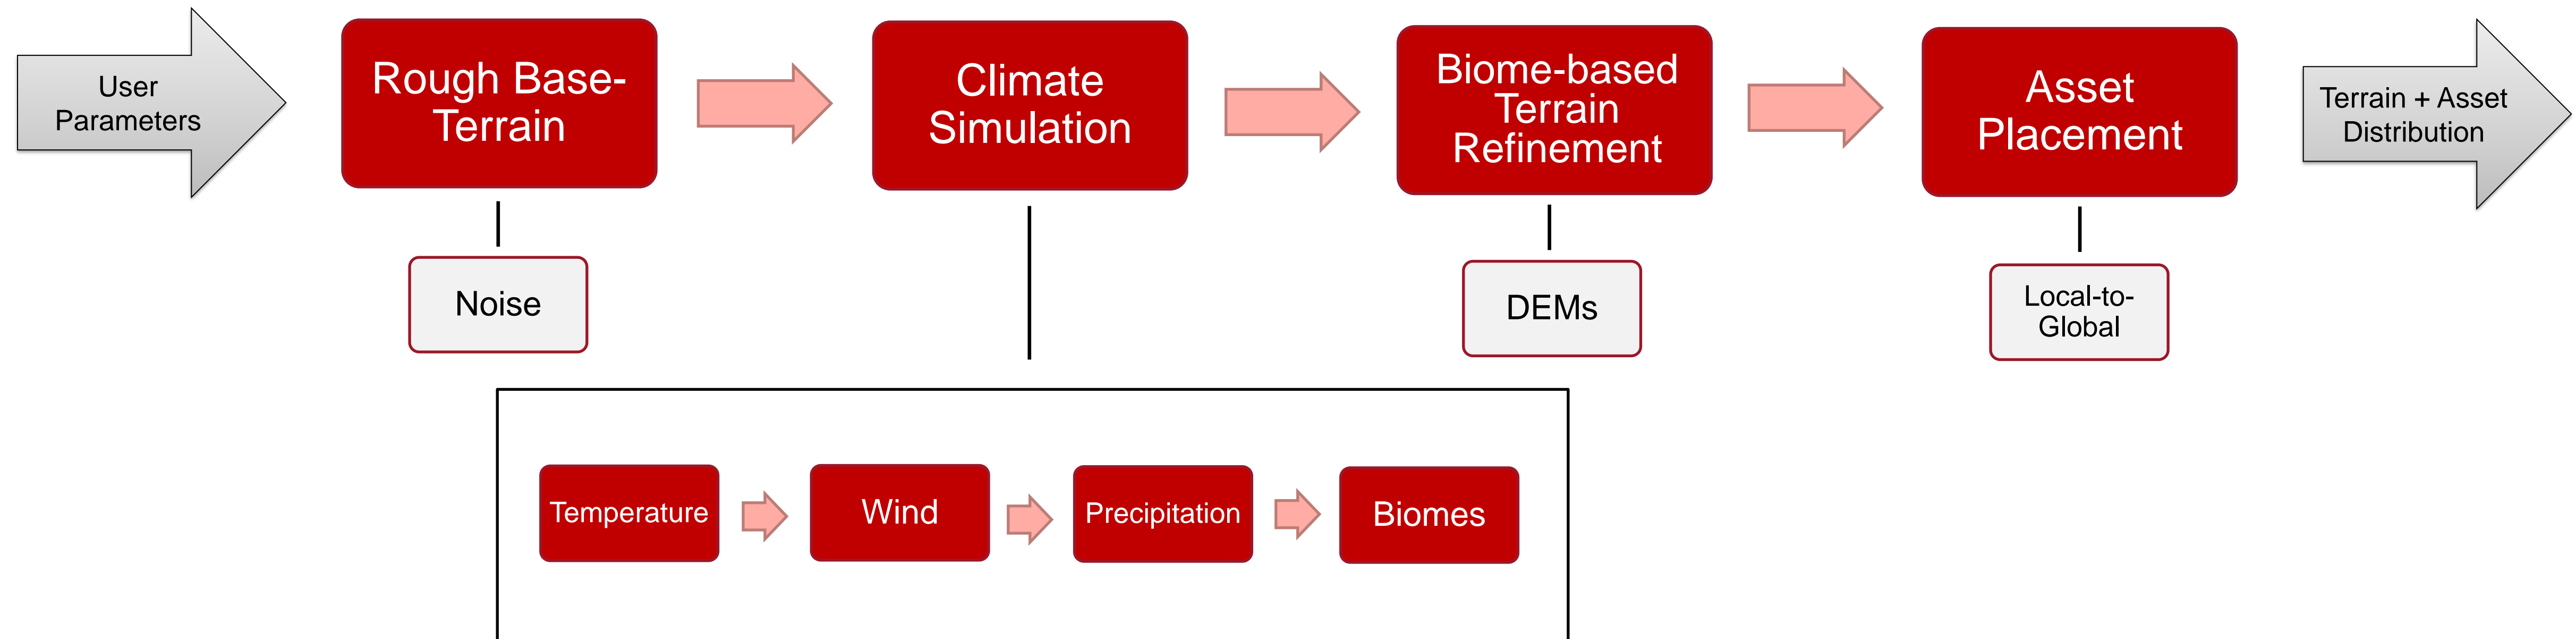 User
Parameters
Rough Base-
Terrain
Climate
Simulation
Biome-based
Terrain
Refinement
Asset
Placement
Terrain + Asset
Distribution
Noise
DEMs
Local-to-
Global
Temperature
Wind
Precipitation
Biomes